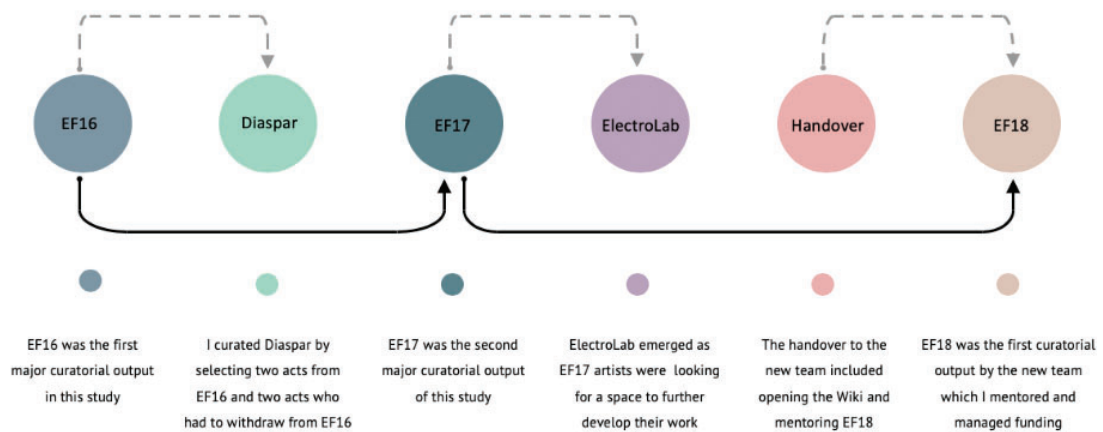 EF16
Diaspar
EF17
ElectroLab
Handover
EF18
EF16 was the first
major curatorial output
in this study
I curated Diaspar by
selecting two acts from
EF16 and two acts who
had to withdraw from EF16
EF17 was the second
major curatorial output
of this study
ElectroLab emerged as
EF17 artists were looking
for a space to further
develop their work
The handover to the
new team included
opening the Wiki and
mentoring EF18
EF18 was the first curatorial
output by the new team
which I mentored and
managed funding